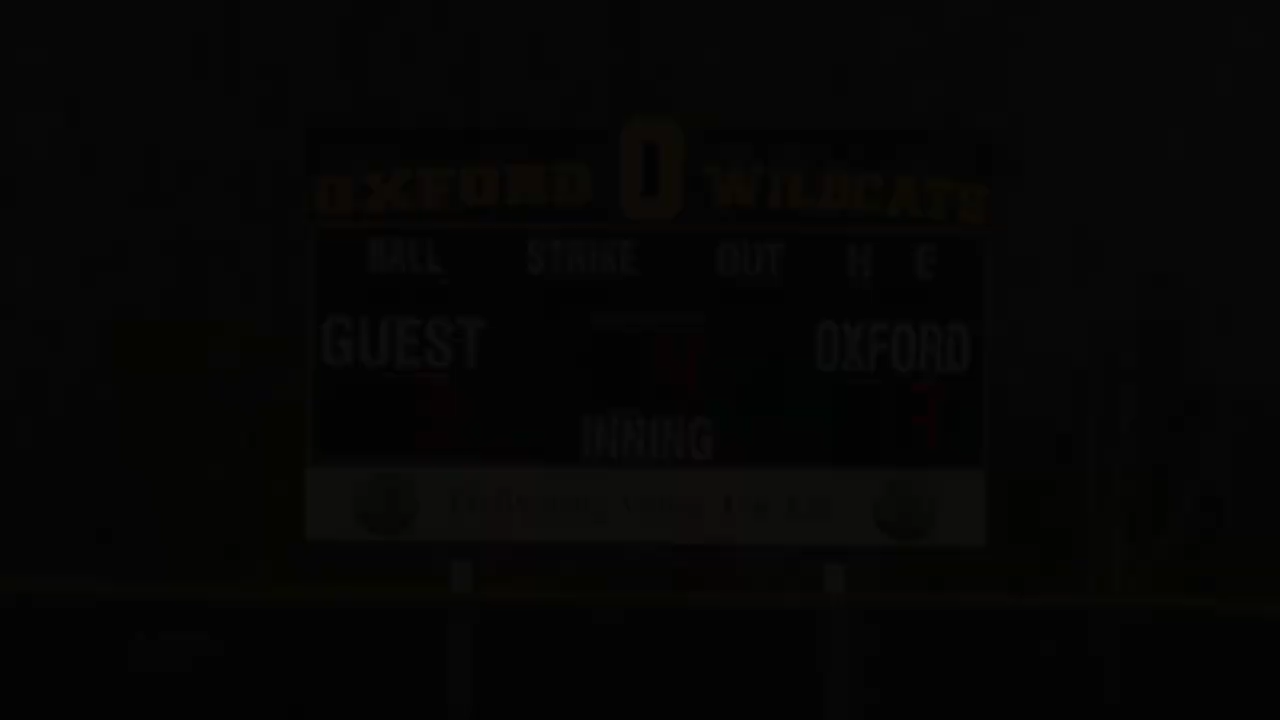 OXFORD O WILDCATS
BALL STRIKE OUT H E
GUEST OXFORD
INNING